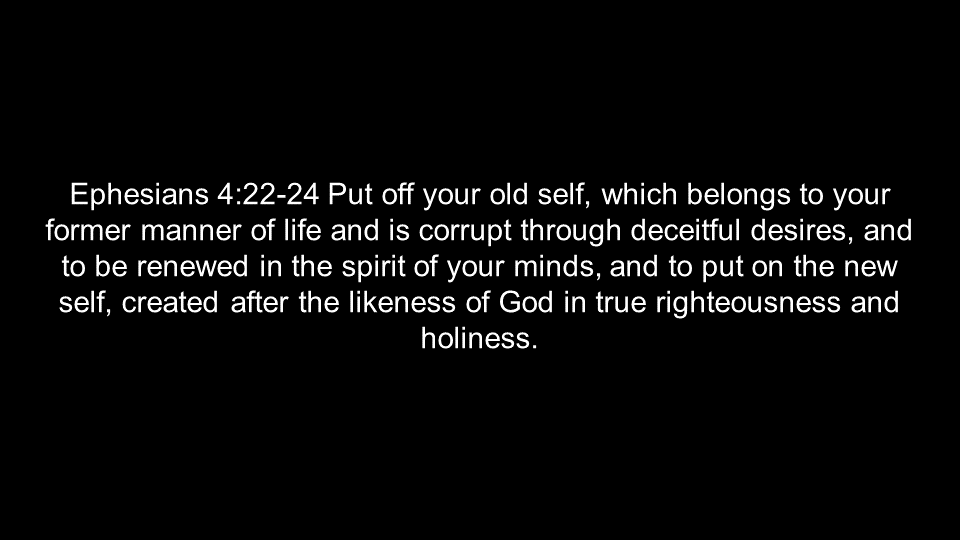 Ephesians 4:22-24 Put off your old self, which belongs to your
former manner of life and is corrupt through deceitful desires, and
to be renewed in the spirit of your minds, and to put on the new
self, created after the likeness of God in true righteousness and
holiness.